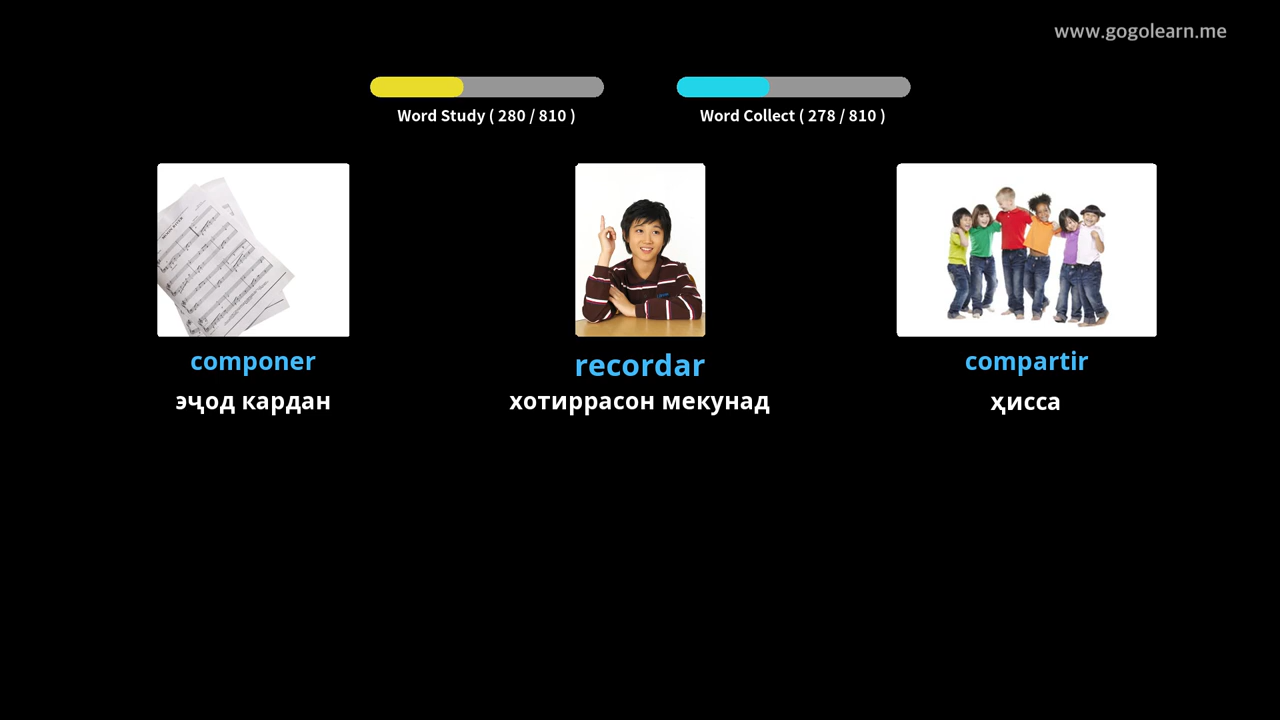 www.gogolearn.me
Word Study ( 280 / 810 )
Word Collect ( 278 / 810 )
componer
recordar
compartir
эҷод кардан
хотиррасон мекунад
ҳисса